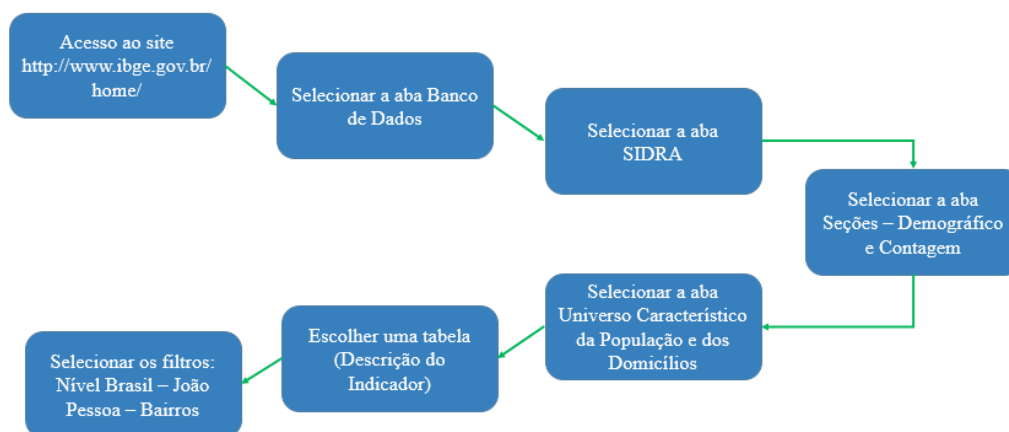 Acesso ao site
http://www.ibge.gov.br/
home/
Selecionar a aba Banco
de Dados
Selecionar a aba
SIDRA
Selecionar a aba
Seções – Demográfico
e Contagem
Selecionar a aba
Universo Característico
da População e dos
Domicílios
Escolher uma tabela
(Descrição do
Indicador)
Selecionar os filtros:
Nível Brasil – João
Pessoa – Bairros